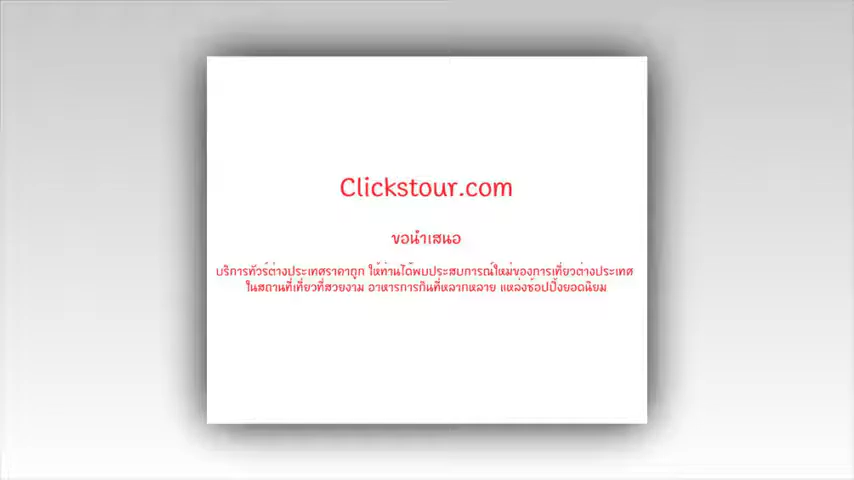 Clickstour.com
ขอนำเสนอ
บริการทัวร์ต่างประเทศราคาถูก ให้ท่านได้พบประสบการณ์ใหม่ของการเที่ยวต่างประเทศ
ในสถานที่เที่ยวที่สวยงาม อาหารการกินที่หลากหลาย แหล่งช้อปปิ้งยอดนิยม